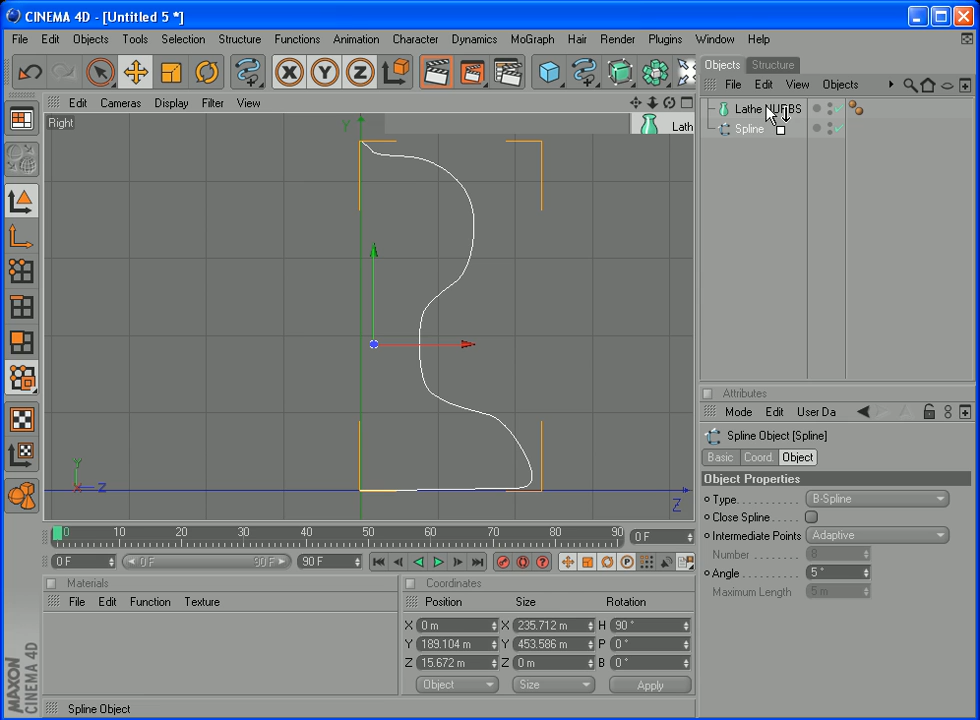 CINEMA 4D - [Untitled 5 *]
File Edit Objects Tools Selection Structure Functions Animation Character Dynamics MoGraph Hair Render Plugins Window Help
Objects Structure
File Edit View Objects
Edit Cameras Display Filter View
Right
Y
Lath
Lathe NURBS
Spline
Y
X Z
Z
Attributes
Mode Edit User Da
Spline Object [Spline]
Basic Coord. Object
Object Properties
Type B-Spline
Close Spline
Intermediate Points Adaptive
Number 8
Angle 5 °
Maximum Length 5 m
0 10 20 30 40 50 60 70 80 90 0 F
0 F 0 F 90 F 90 F
Materials
File Edit Function Texture
Coordinates
Position Size Rotation
X 0 m X 235.712 m H 90 °
Y 189.104 m Y 453.586 m P 0 °
Z 15.672 m Z 0 m B 0 °
Object Size Apply
MAXON
CINEMA 4D
Spline Object